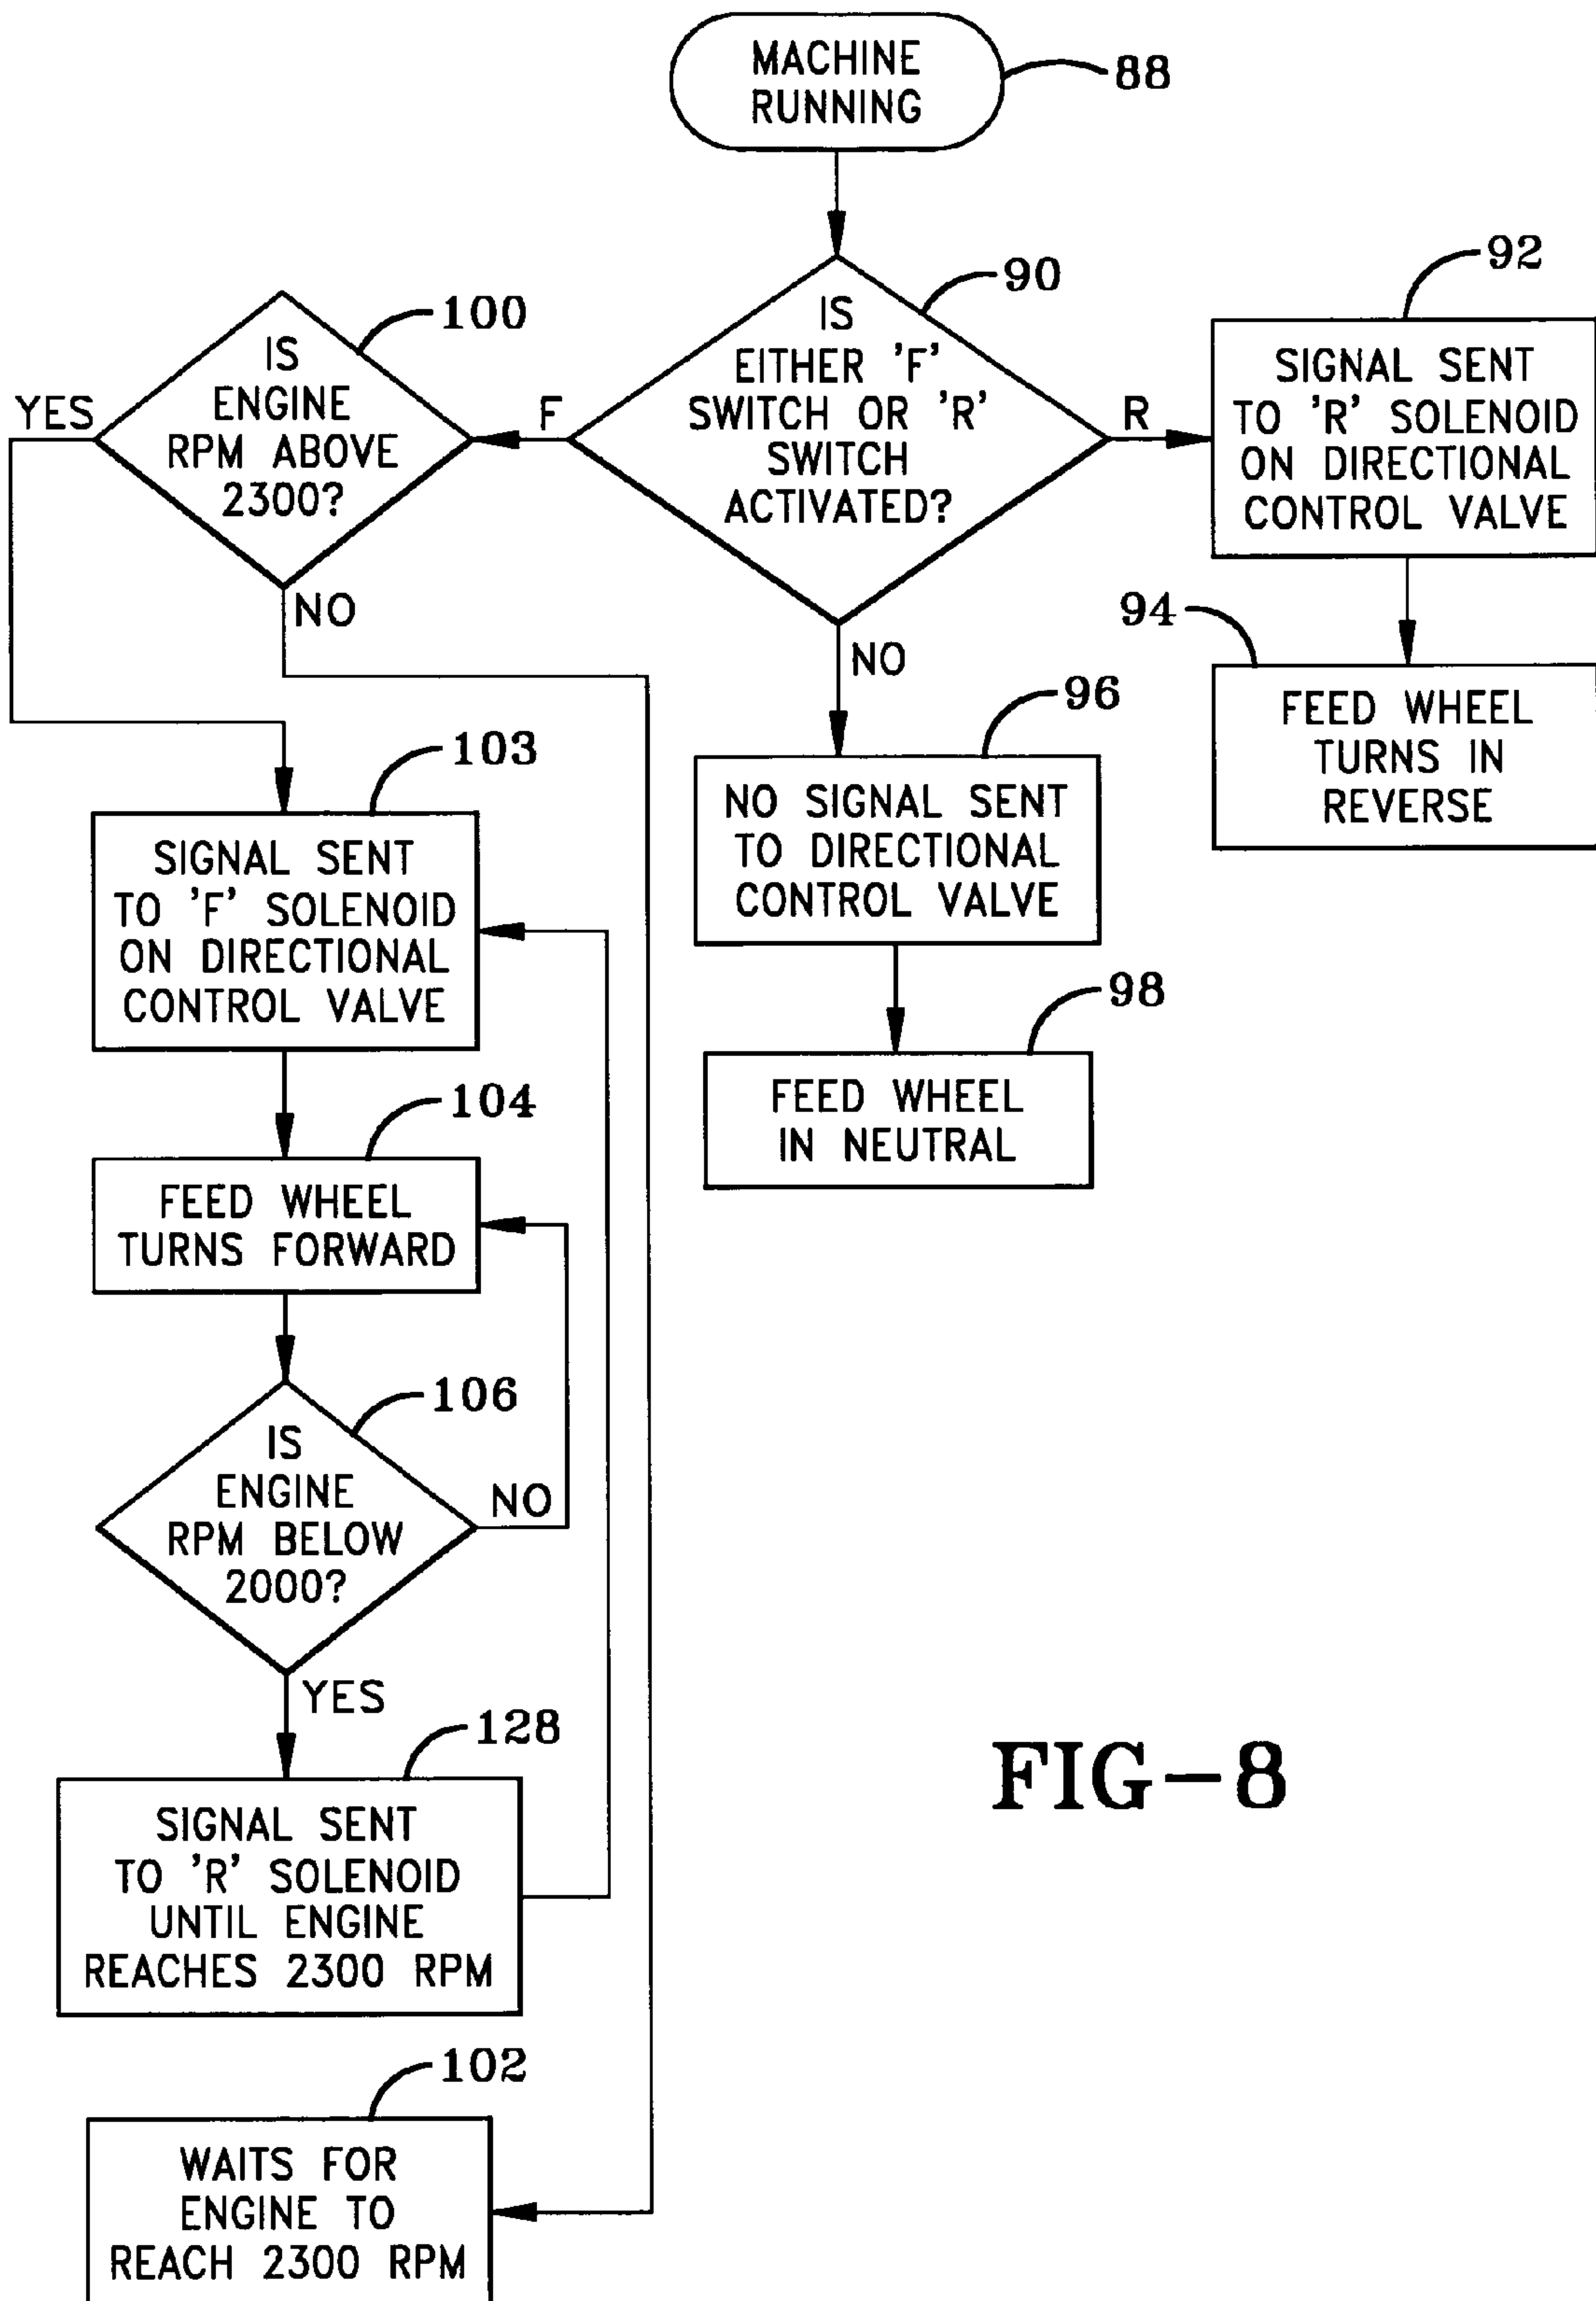 MACHINE
RUNNING
88
IS
EITHER 'F'
SWITCH OR 'R'
SWITCH
ACTIVATED?
90
R
SIGNAL SENT
TO 'R' SOLENOID
ON DIRECTIONAL
CONTROL VALVE
92
FEED WHEEL
TURNS IN
REVERSE
94
NO
NO SIGNAL SENT
TO DIRECTIONAL
CONTROL VALVE
96
FEED WHEEL
IN NEUTRAL
98
F
IS
ENGINE
RPM ABOVE
2300?
100
YES
NO
SIGNAL SENT
TO 'F' SOLENOID
ON DIRECTIONAL
CONTROL VALVE
103
FEED WHEEL
TURNS FORWARD
104
IS
ENGINE
RPM BELOW
2000?
106
NO
YES
SIGNAL SENT
TO 'R' SOLENOID
UNTIL ENGINE
REACHES 2300 RPM
128
WAITS FOR
ENGINE TO
REACH 2300 RPM
102
FIG-8